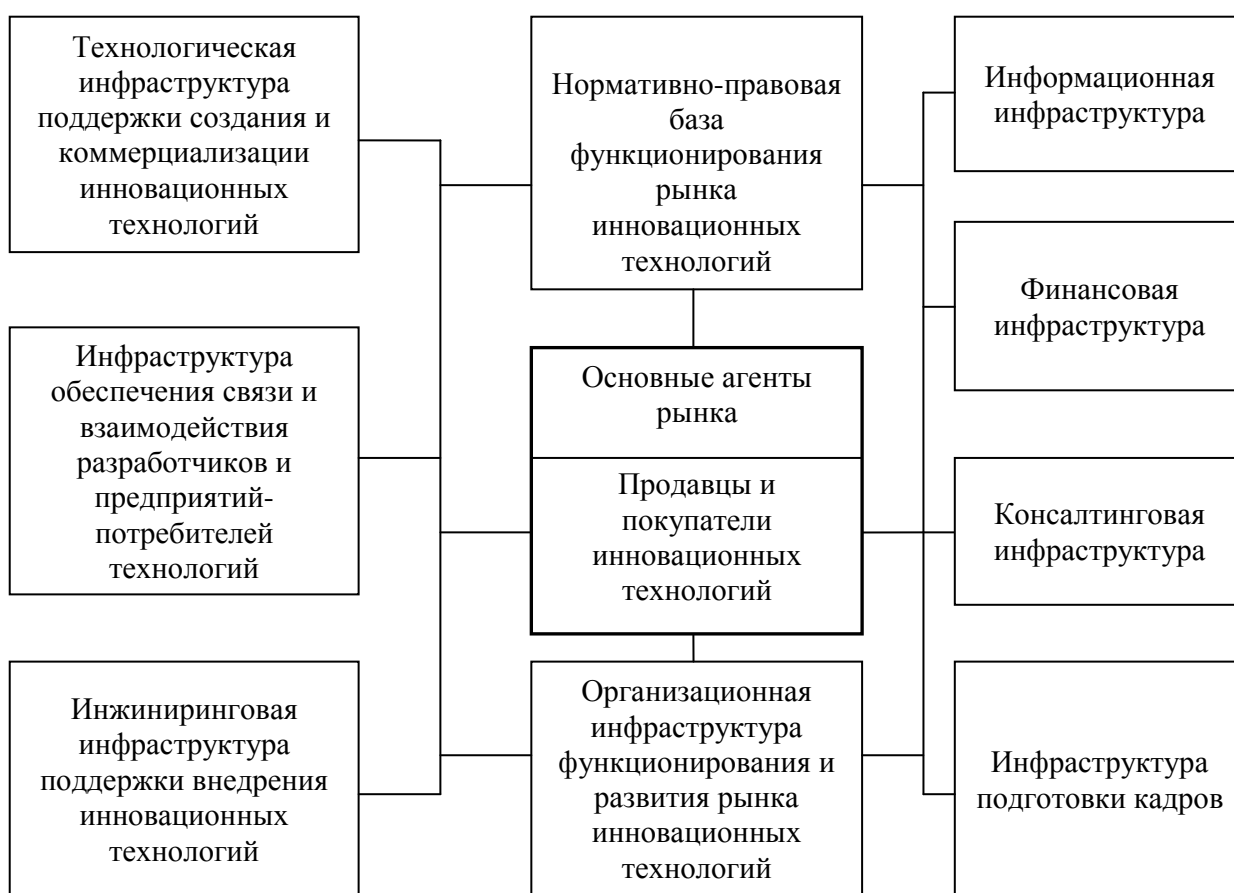 Технологическая
инфраструктура
поддержки создания и
коммерциализации
инновационных
технологий
Нормативно-правовая
база
функционирования
рынка
инновационных
технологий
Информационная
инфраструктура
Финансовая
инфраструктура
Инфраструктура
обеспечения связи и
взаимодействия
разработчиков и
предприятий-
потребителей
технологий
Основные агенты
рынка
Продавцы и
покупатели
инновационных
технологий
Консалтинговая
инфраструктура
Инжиниринговая
инфраструктура
поддержки внедрения
инновационных
технологий
Организационная
инфраструктура
функционирования и
развития рынка
инновационных
технологий
Инфраструктура
подготовки кадров